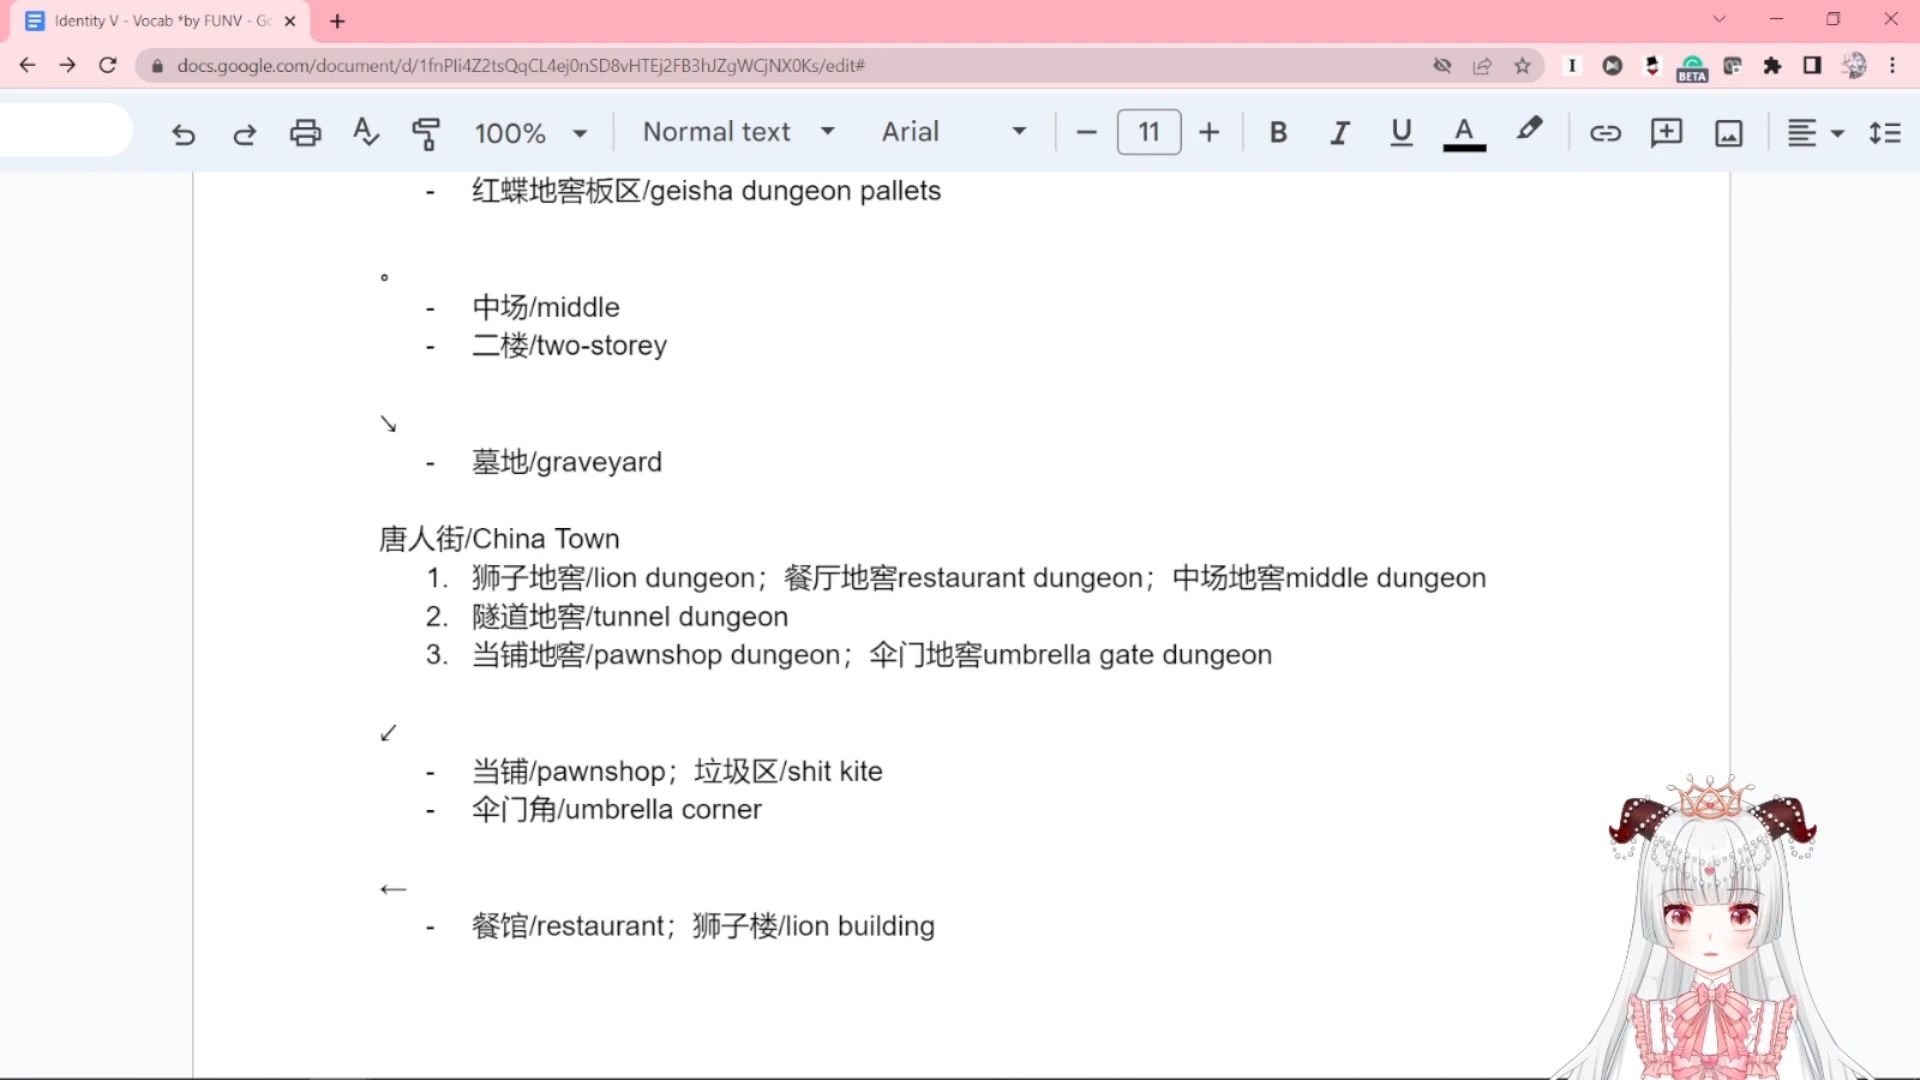 Identity V - Vocab *by FUNV - Go
docs.google.com/document/d/1fnPIi4Z2tsQqCL4ej0nSD8vHTEj2FB3hJZgWCjNX0Ks/edit#
BETA
100% Normal text Arial 11 B I U A
- 红蝶地窖板区/geisha dungeon pallets
- 中场/middle
- 二楼/two-storey
↘
- 墓地/graveyard
唐人街/China Town
1. 狮子地窖/lion dungeon；餐厅地窖restaurant dungeon；中场地窖middle dungeon
2. 隧道地窖/tunnel dungeon
3. 当铺地窖/pawnshop dungeon；伞门地窖umbrella gate dungeon
↙
- 当铺/pawnshop；垃圾区/shit kite
- 伞门角/umbrella corner
←
- 餐馆/restaurant；狮子楼/lion building